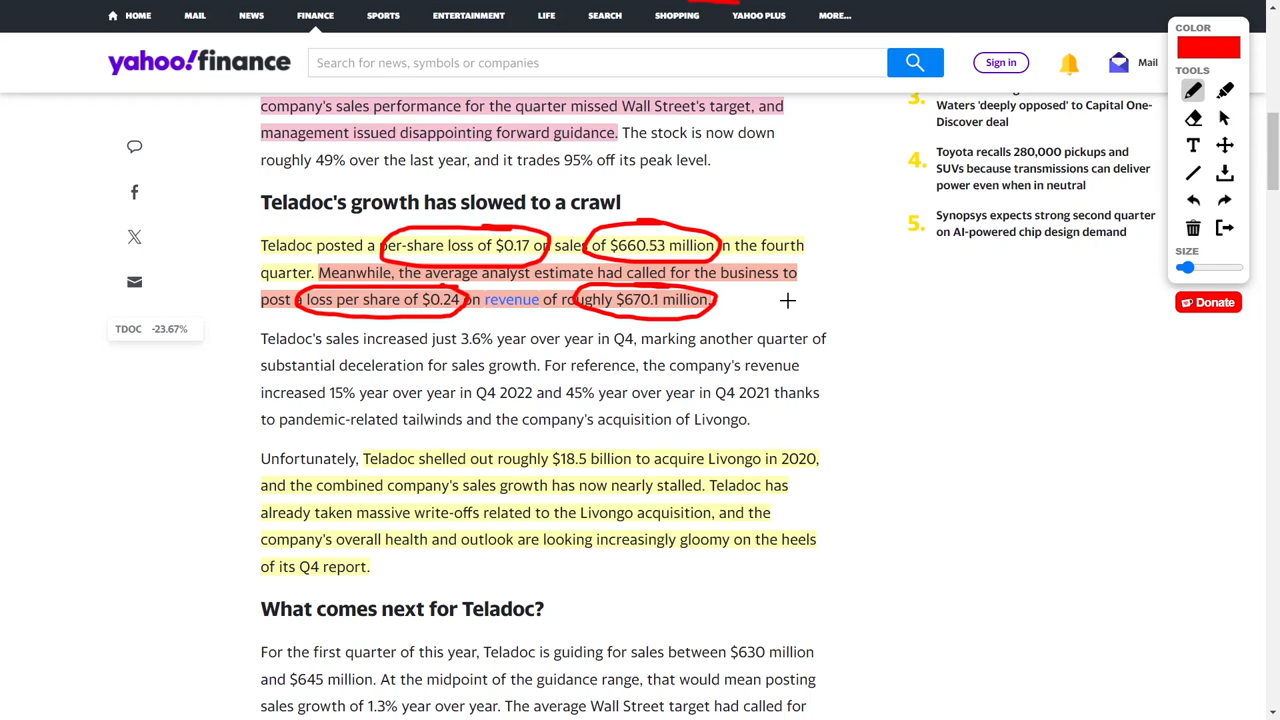 HOME
MAIL
NEWS
FINANCE
SPORTS
ENTERTAINMENT
LIFE
SEARCH
SHOPPING
YAHOO PLUS
MORE...
yahoo!finance
Search for news, symbols or companies
Sign in
Mail
company's sales performance for the quarter missed Wall Street's target, and
management issued disappointing forward guidance. The stock is now down
roughly 49% over the last year, and it trades 95% off its peak level.
Teladoc's growth has slowed to a crawl
Teladoc posted a per-share loss of $0.17 on sales of $660.53 million in the fourth
quarter. Meanwhile, the average analyst estimate had called for the business to
post a loss per share of $0.24 on revenue of roughly $670.1 million.
Teladoc's sales increased just 3.6% year over year in Q4, marking another quarter of
substantial deceleration for sales growth. For reference, the company's revenue
increased 15% year over year in Q4 2022 and 45% year over year in Q4 2021 thanks
to pandemic-related tailwinds and the company's acquisition of Livongo.
Unfortunately, Teladoc shelled out roughly $18.5 billion to acquire Livongo in 2020,
and the combined company's sales growth has now nearly stalled. Teladoc has
already taken massive write-offs related to the Livongo acquisition, and the
company's overall health and outlook are looking increasingly gloomy on the heels
of its Q4 report.
What comes next for Teladoc?
For the first quarter of this year, Teladoc is guiding for sales between $630 million
and $645 million. At the midpoint of the guidance range, that would mean posting
sales growth of 1.3% year over year. The average Wall Street target had called for
TDOC -23.67%
3.
Waters 'deeply opposed' to Capital One-
Discover deal
4. Toyota recalls 280,000 pickups and
SUVs because transmissions can deliver
power even when in neutral
5. Synopsys expects strong second quarter
on AI-powered chip design demand
COLOR
TOOLS
T
SIZE
Donate